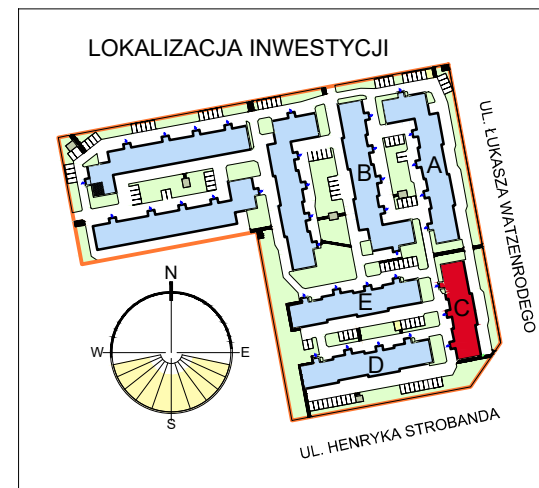 LOKALIZACJA INWESTYCJI
UL. ŁUKASZA WATZENRODEGO
A
B
C
E
D
N
W
E
S
UL. HENRYKA STROBANDA